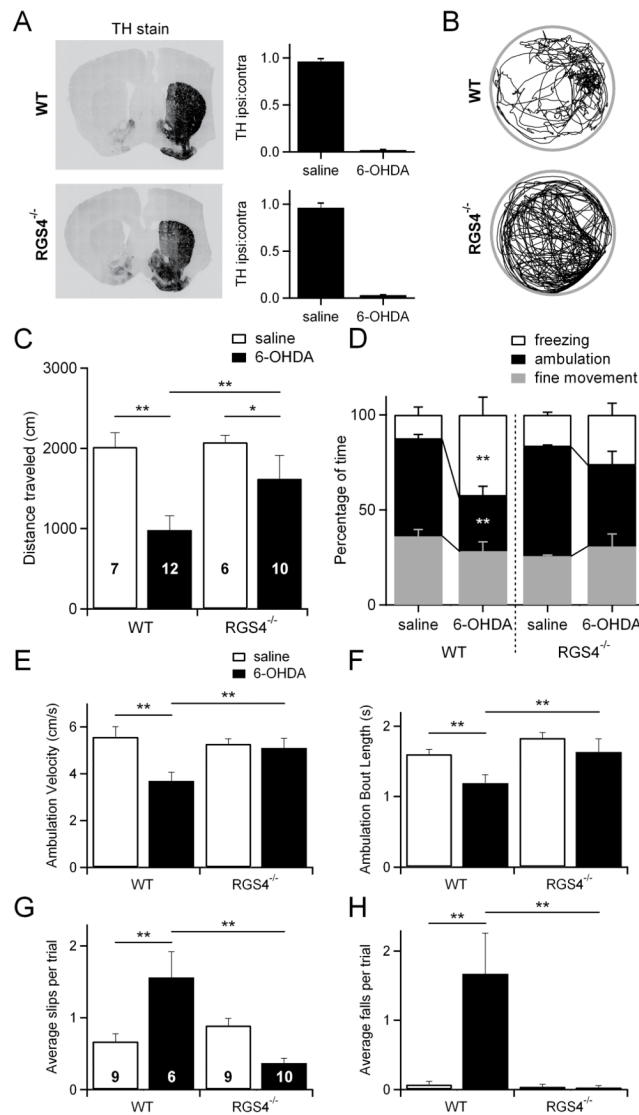 A
TH stain
WT
TH ipsi:contra
1.0
0.5
0.0
saline
6-OHDA
RGS4-/-
TH ipsi:contra
1.0
0.5
0.0
saline
6-OHDA
B
WT
RGS4-/-
C
saline
6-OHDA
Distance traveled (cm)
3000
2000
1000
0
**
**
*
7
12
6
10
WT
RGS4-/-
D
freezing
ambulation
fine movement
Percentage of time
100
50
0
**
**
saline
6-OHDA
saline
6-OHDA
WT
RGS4-/-
E
saline
6-OHDA
Ambulation Velocity (cm/s)
6
4
2
0
**
**
WT
RGS4-/-
F
Ambulation Bout Length (s)
2
1
0
**
**
WT
RGS4-/-
G
Average slips per trial
2
1
0
**
**
9
6
9
10
WT
RGS4-/-
H
Average falls per trial
2
1
0
**
**
WT
RGS4-/-